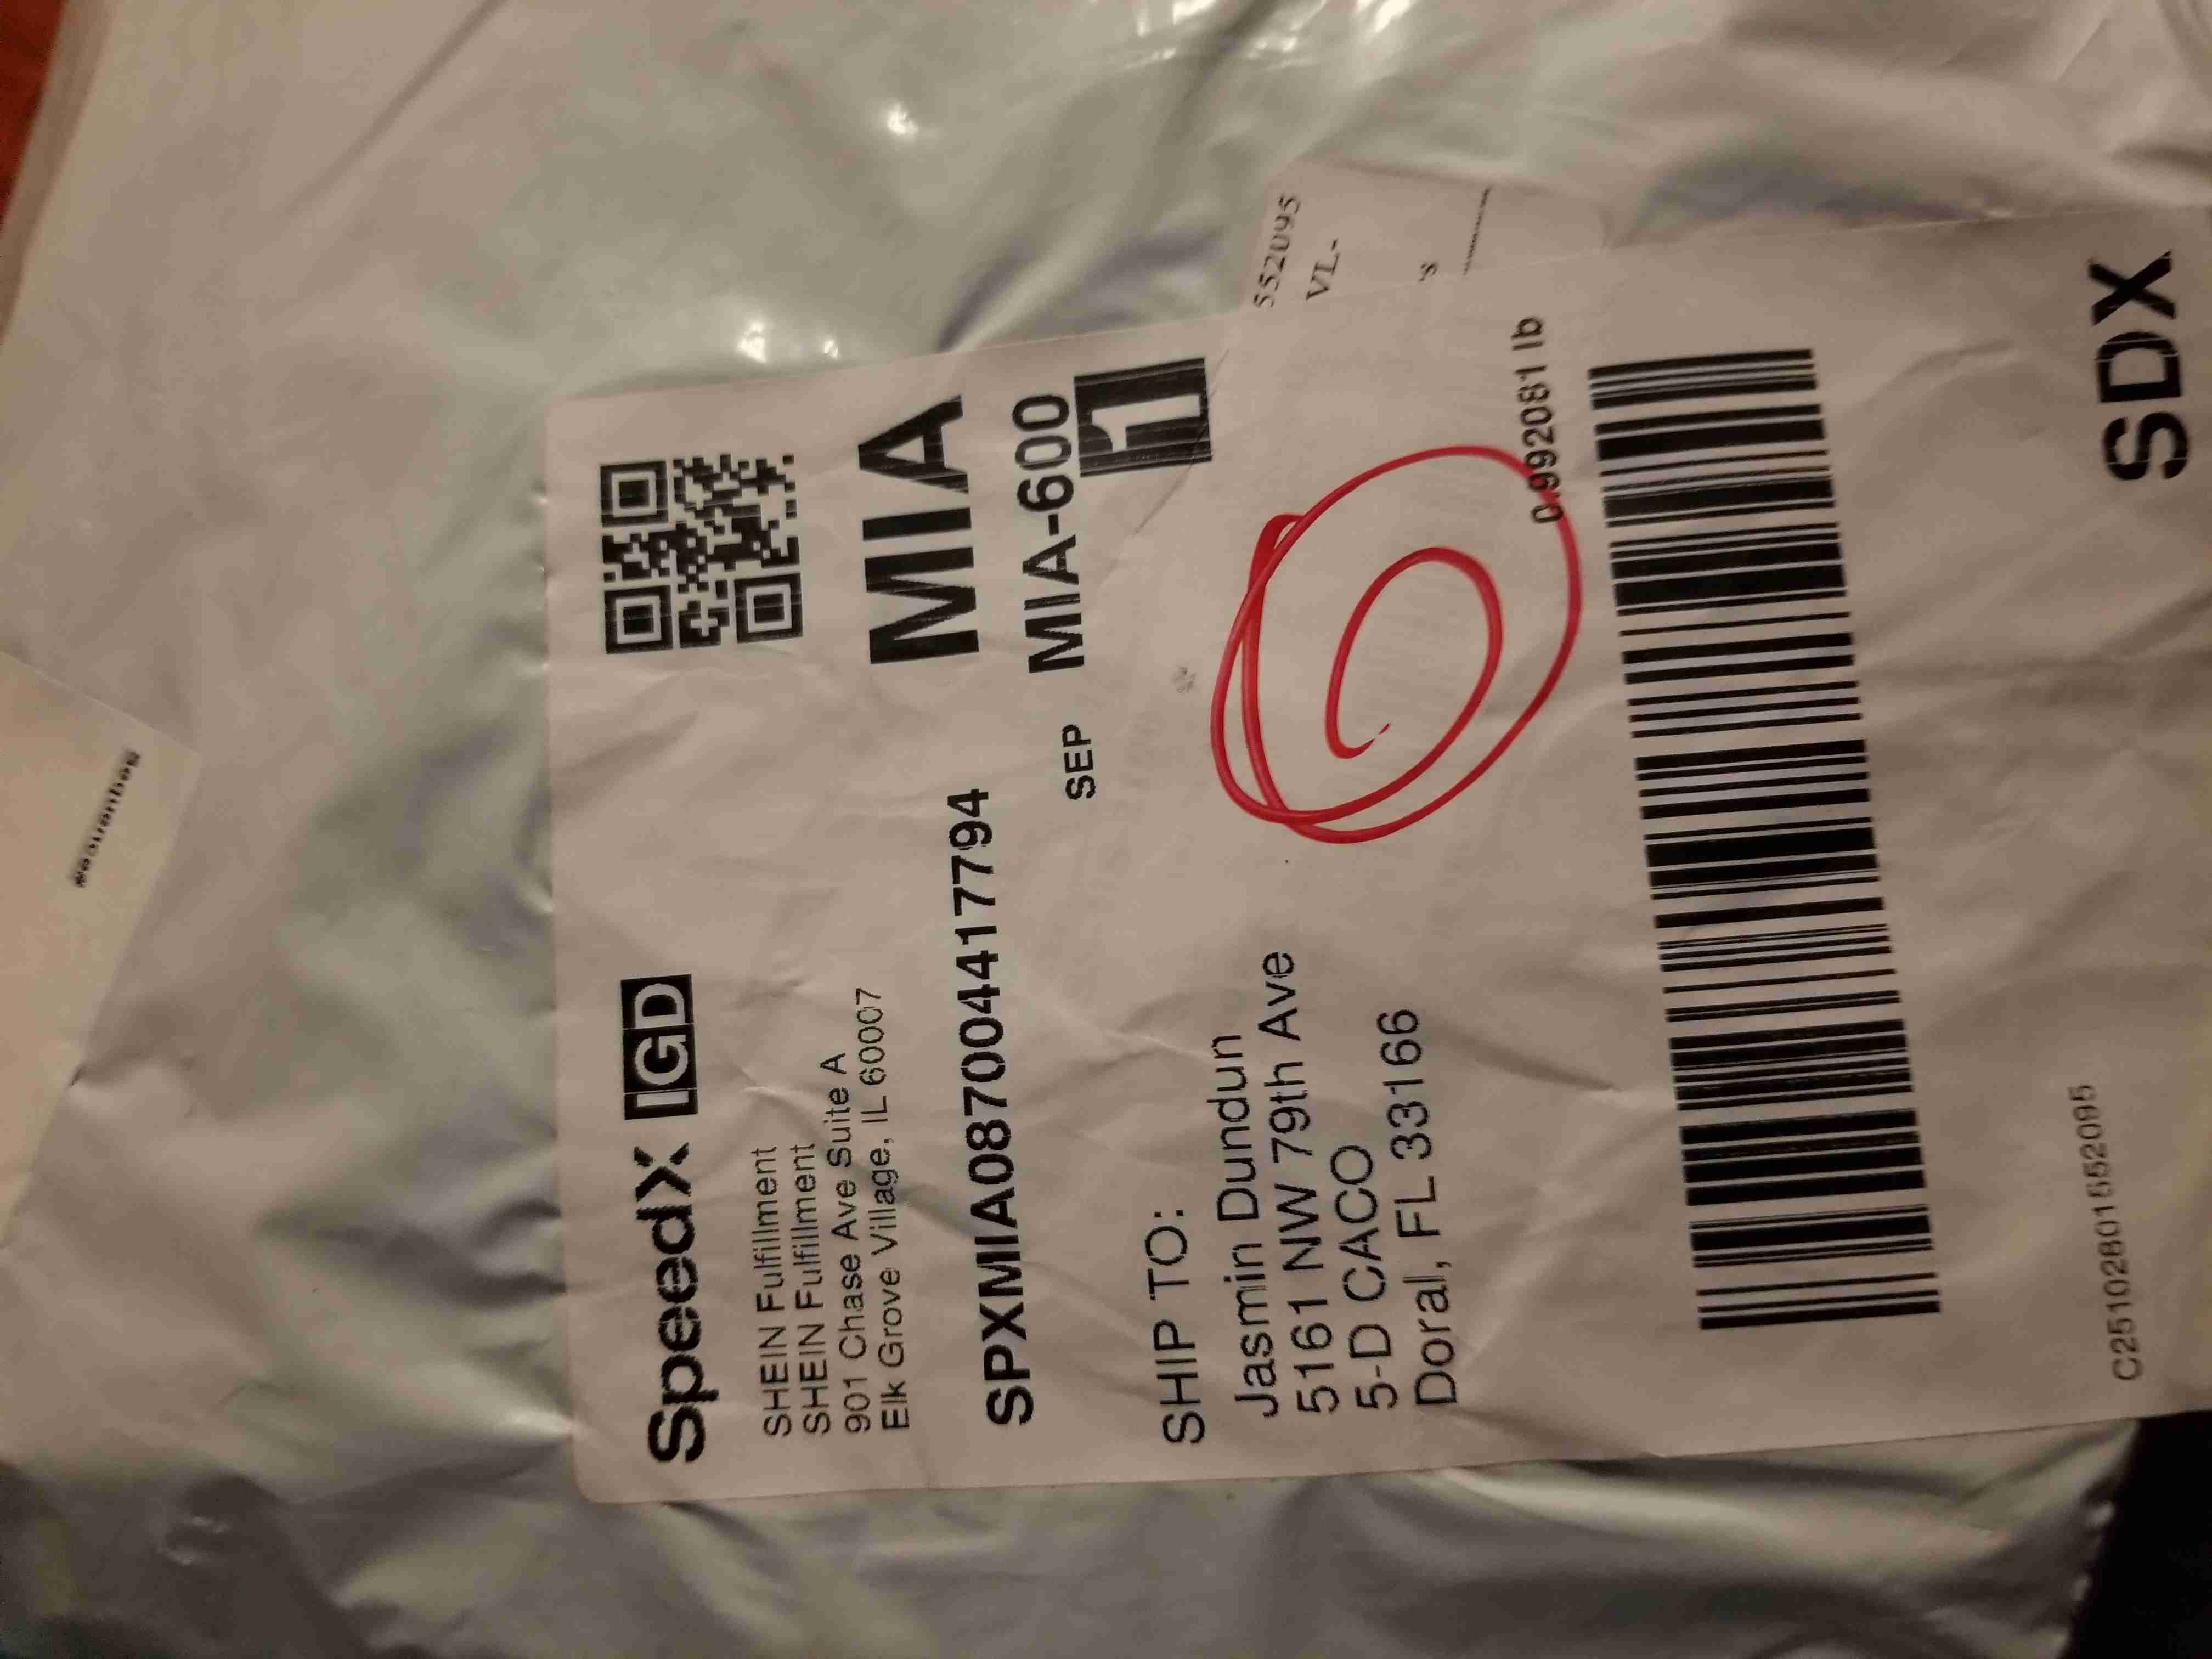 SpeedX IGD
SHEIN Fulfillment
SHEIN Fulfillment
901 Chase Ave Suite A
Elk Grove Village, IL 60007
MIA
SPXMIA08700441 7794
SEP MIA-600
1
SHIP TO:
Jasmin Dundun
5161 NW 79th Ave
5-D CACO
Doral, FL 33166
0.992081 lb
C25102801552095
SDX
552095
VL-
s